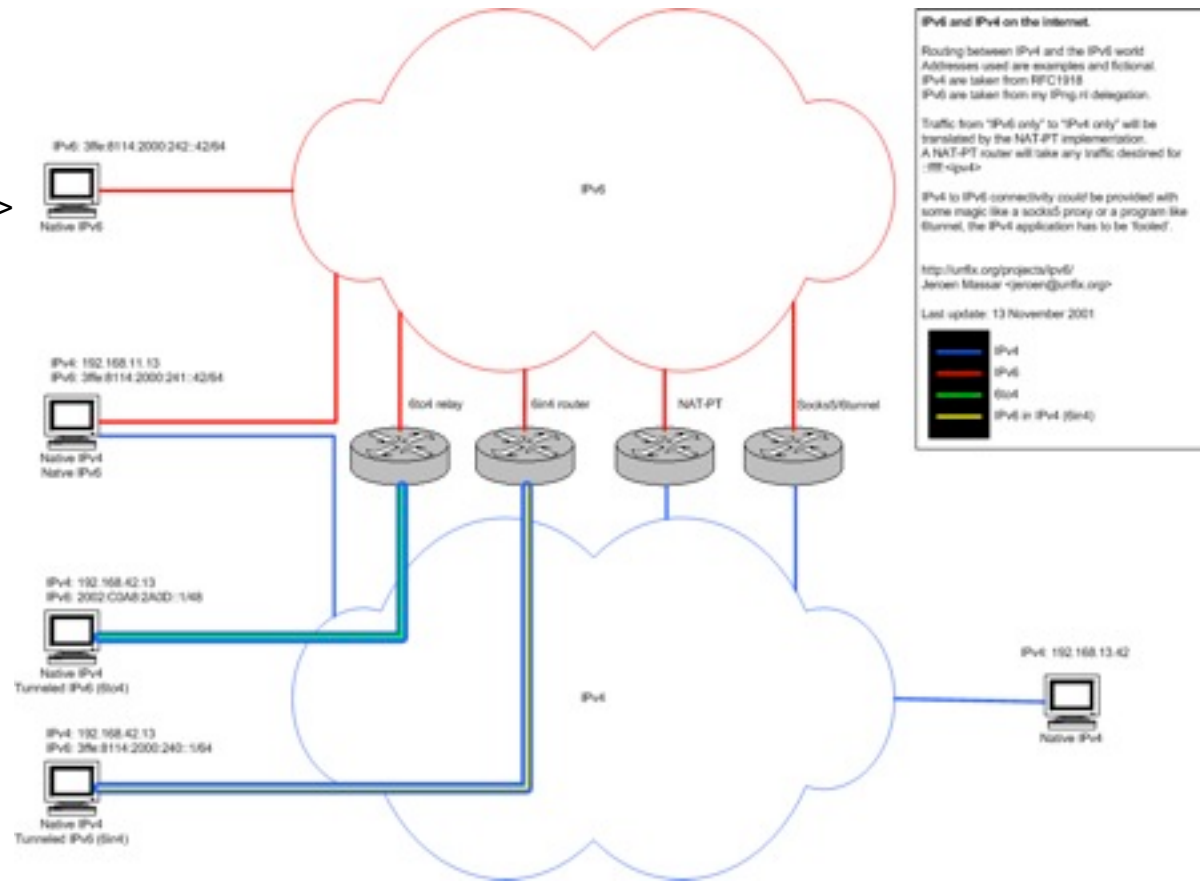 IPv6 and IPv4 on the internet.
Routing between IPv4 and the IPv6 world
Addresses used are examples and fictional.
IPv4 are taken from RFC1918
IPv6 are taken from my IPng.nl delegation.
Traffic from "IPv6 only" to "IPv4 only" will be
translated by the NAT-PT implementation.
A NAT-PT router will take any traffic destined for
::ffff:<ipv4>
IPv4 to IPv6 connectivity could be provided with
some magic like a socks5 proxy or a program like
6tunnel, the IPv4 application has to be 'fooled'.
http://unfix.org/projects/ipv6/
Jeroen Massar <jeroen@unfix.org>
Last update: 13 November 2001
IPv4
IPv6
6to4
IPv6 in IPv4 (6in4)
IPv6: 3ffe:8114:2000:242::42/64
>
Native IPv6
IPv6
IPv4: 192.168.11.13
IPv6: 3ffe:8114:2000:241::42/64
Native IPv4
Native IPv6
6to4 relay
6in4 router
NAT-PT
Socks5/6tunnel
IPv4: 192.168.42.13
IPv6: 2002:C0A8:2A0D::1/48
Native IPv4
Tunneled IPv6 (6to4)
IPv4
IPv4: 192.168.13.42
Native IPv4
IPv4: 192.168.42.13
IPv6: 3ffe:8114:2000:240::1/64
Native IPv4
Tunneled IPv6 (6in4)